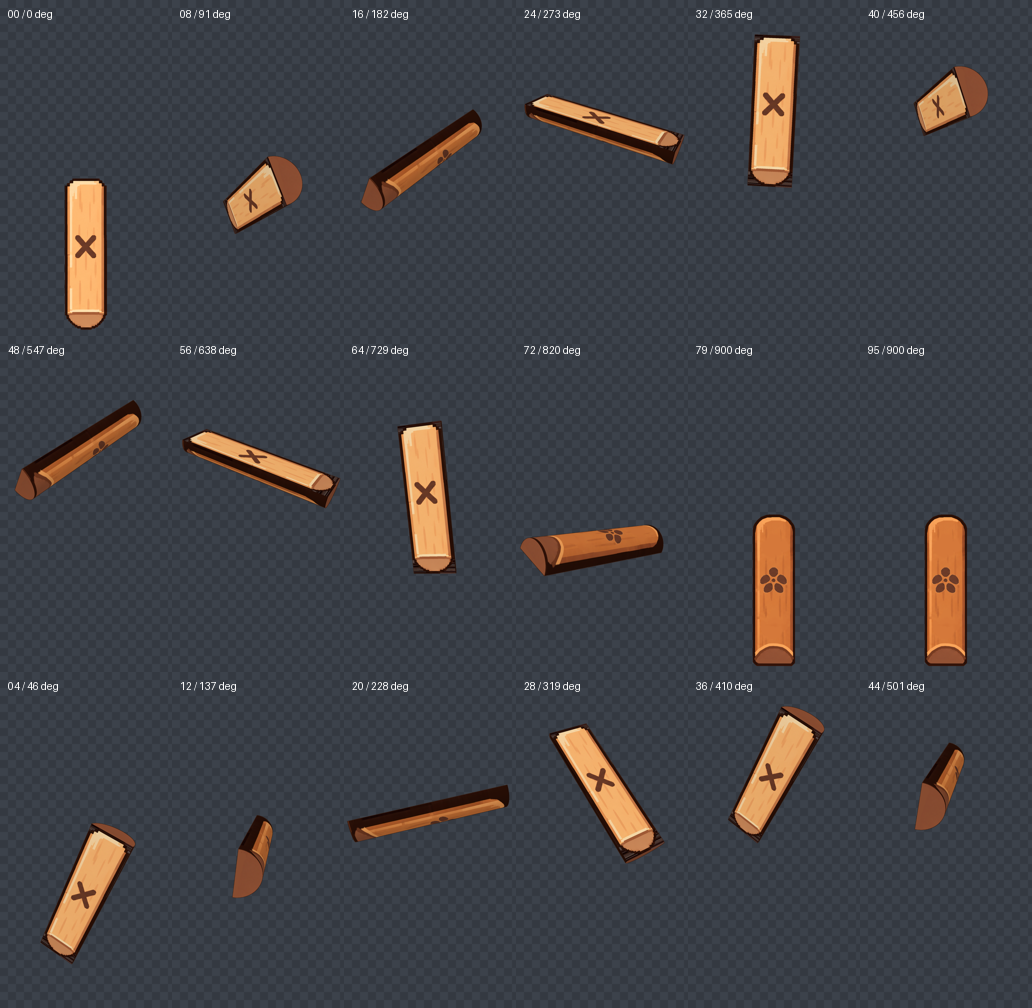 00 / 0 deg
08 / 91 deg
16 / 182 deg
24 / 273 deg
32 / 365 deg
40 / 456 deg
48 / 547 deg
56 / 638 deg
64 / 729 deg
72 / 820 deg
79 / 900 deg
95 / 900 deg
04 / 46 deg
12 / 137 deg
20 / 228 deg
28 / 319 deg
36 / 410 deg
44 / 501 deg